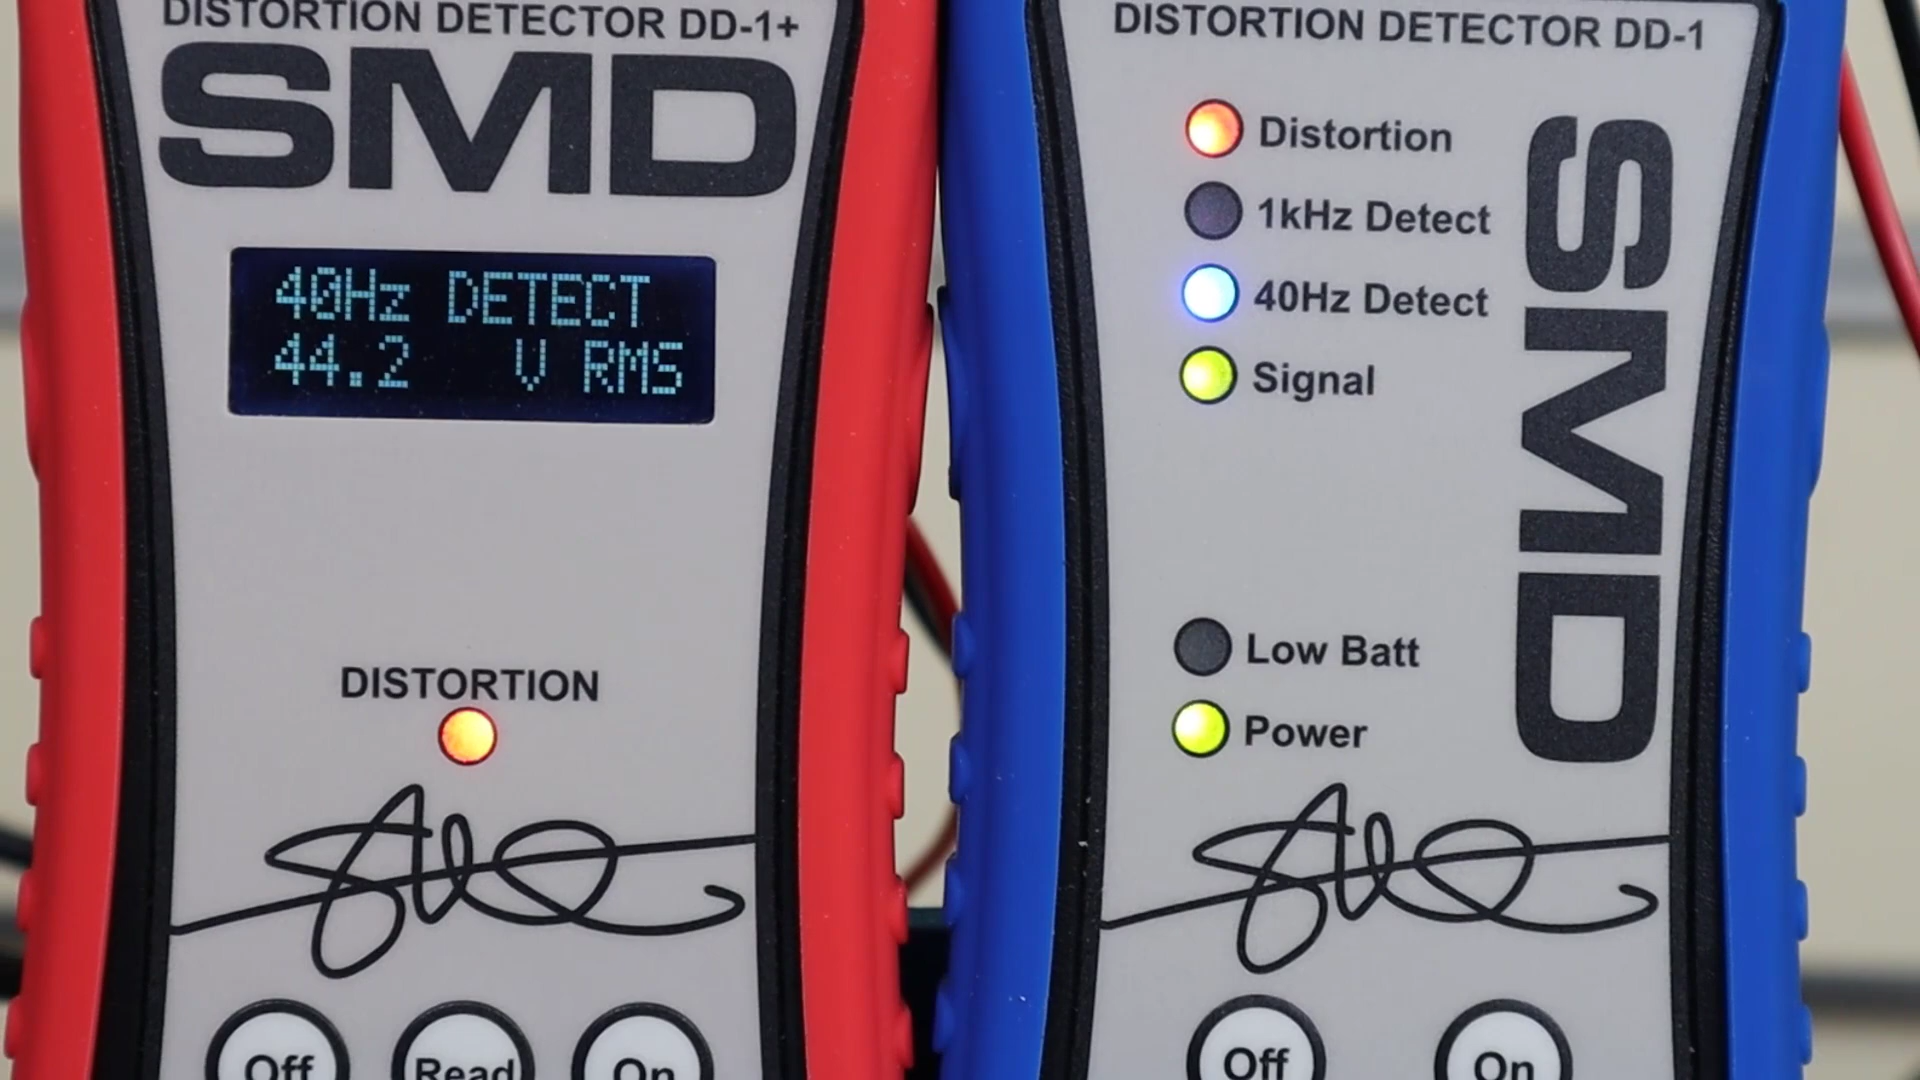 DISTORTION DETECTOR DD-1+
SMD
40Hz DETECT
44.2 V RMS
DISTORTION
Off
Read
On
DISTORTION DETECTOR DD-1
Distortion
1kHz Detect
40Hz Detect
Signal
SMD
Low Batt
Power
Off
On